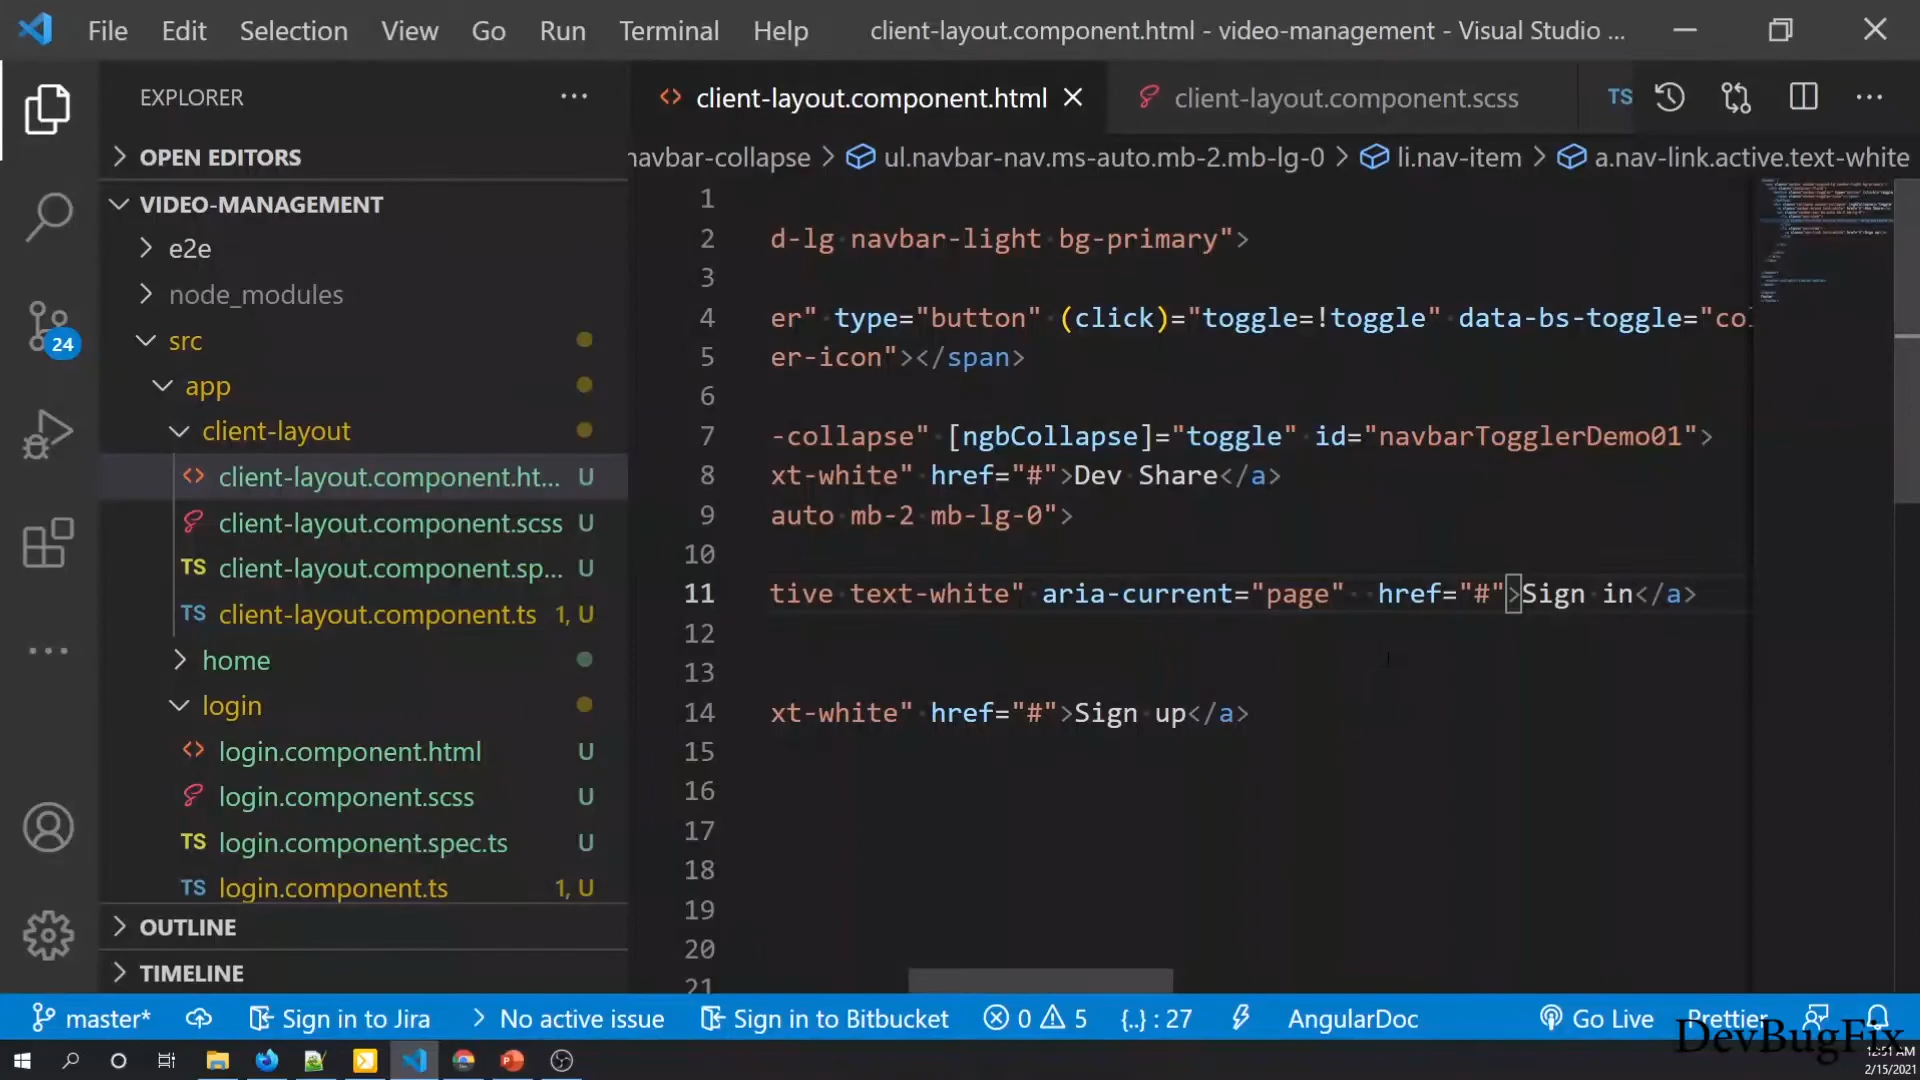 File Edit Selection View Go Run Terminal Help client-layout.component.html - video-management - Visual Studio ...
EXPLORER ...
client-layout.component.html
client-layout.component.scss
TS
OPEN EDITORS
navbar-collapse > ul.navbar-nav.ms-auto.mb-2.mb-lg-0 > li.nav-item > a.nav-link.active.text-white
VIDEO-MANAGEMENT
e2e
node_modules
src
app
client-layout
client-layout.component.ht... U
client-layout.component.scss U
TS client-layout.component.sp... U
TS client-layout.component.ts 1, U
home
login
login.component.html U
login.component.scss U
TS login.component.spec.ts U
TS login.component.ts 1, U
OUTLINE
TIMELINE
24
1
2 d-lg navbar-light bg-primary">
3
4 er" type="button" (click)="toggle=!toggle" data-bs-toggle="col
5 er-icon"></span>
6
7 -collapse" [ngbCollapse]="toggle" id="navbarTogglerDemo01">
8 xt-white" href="#">Dev Share</a>
9 auto mb-2 mb-lg-0">
10
11 tive text-white" aria-current="page"  href="#">Sign in</a>
12
13
14 xt-white" href="#">Sign up</a>
15
16
17
18
19
20
21
master* Sign in to Jira > No active issue Sign in to Bitbucket 0 5 {..} : 27 AngularDoc Go Live Prettier
DevBugFix
12:51 AM
2/15/2021